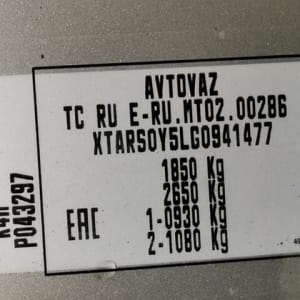 AVTOVAZ
TC RU E-RU.MT02.00286
XTARS0Y5LG0941477
1850 Kg
2650 Kg
1-0930 Kg
2-1080 Kg
EAC
P043297